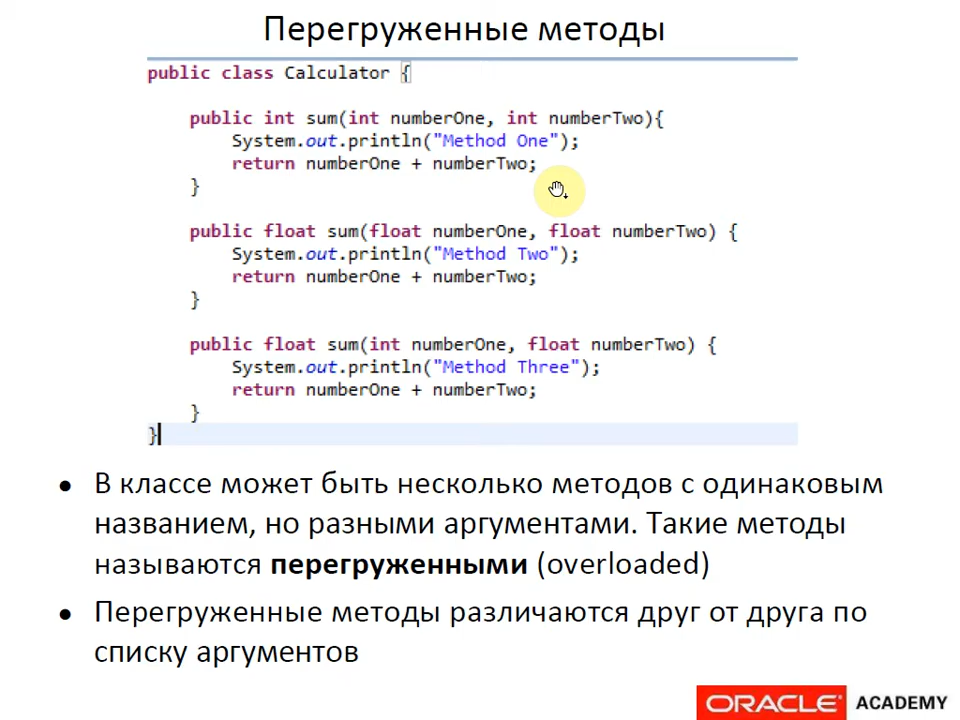 Перегруженные методы
public class Calculator {
public int sum(int numberOne, int numberTwo){
System.out.println("Method One");
return numberOne + numberTwo;
}
public float sum(float numberOne, float numberTwo) {
System.out.println("Method Two");
return numberOne + numberTwo;
}
public float sum(int numberOne, float numberTwo) {
System.out.println("Method Three");
return numberOne + numberTwo;
}
}
• В классе может быть несколько методов с одинаковым
названием, но разными аргументами. Такие методы
называются перегруженными (overloaded)
• Перегруженные методы различаются друг от друга по
списку аргументов
ORACLE ACADEMY